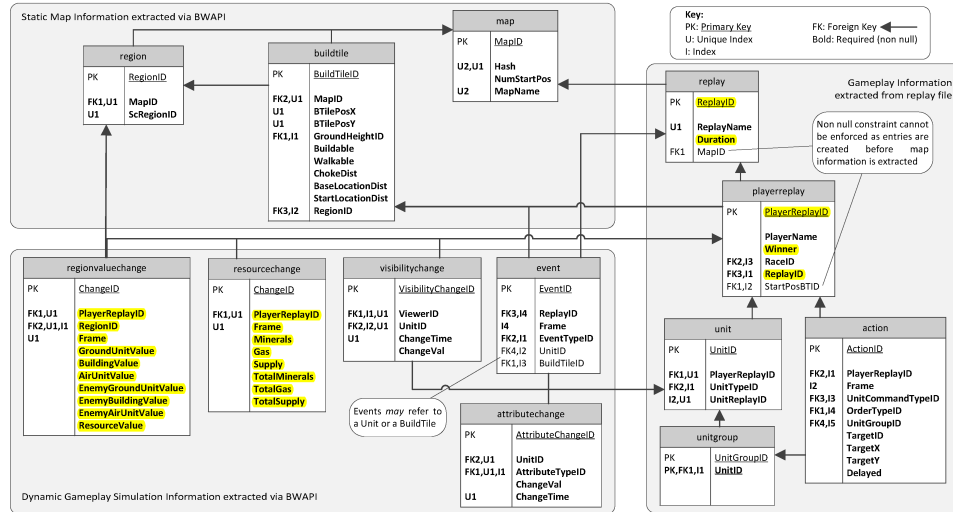 Static Map Information extracted via BWAPI
map
PK MapID
U2,U1 Hash
NumStartPos
U2 MapName
Key:
PK: Primary Key FK: Foreign Key
U: Unique Index Bold: Required (non null)
I: Index
region
PK RegionID
FK1,U1 MapID
U1 ScRegionID
buildtile
PK BuildTileID
FK2,U1 MapID
U1 BTilePosX
U1 BTilePosY
FK1,I1 GroundHeightID
Buildable
Walkable
ChokeDist
BaseLocationDist
StartLocationDist
FK3,I2 RegionID
Gameplay Information
extracted from replay file
replay
PK ReplayID
U1 ReplayName
Duration
FK1 MapID
Non null constraint cannot
be enforced as entries are
created before map
information is extracted
playerreplay
PK PlayerReplayID
PlayerName
Winner
FK2,I3 RaceID
FK3,I1 ReplayID
FK1,I2 StartPosBTID
regionvaluechange
PK ChangeID
FK1,U1 PlayerReplayID
FK2,U1,I1 RegionID
U1 Frame
GroundUnitValue
BuildingValue
AirUnitValue
EnemyGroundUnitValue
EnemyBuildingValue
EnemyAirUnitValue
ResourceValue
resourcechange
PK ChangeID
FK1,U1 PlayerReplayID
U1 Frame
Minerals
Gas
Supply
TotalMinerals
TotalGas
TotalSupply
visibilitychange
PK VisibilityChangeID
FK1,I1,U1 ViewerID
FK2,I2,U1 UnitID
U1 ChangeTime
ChangeVal
event
PK EventID
FK3,I4 ReplayID
I4 Frame
FK2,I1 EventTypeID
FK4,I2 UnitID
FK1,I3 BuildTileID
Events may refer to
a Unit or a BuildTile
attributechange
PK AttributeChangeID
FK2,U1 UnitID
FK1,U1,I1 AttributeTypeID
ChangeVal
U1 ChangeTime
unit
PK UnitID
FK1,U1 PlayerReplayID
FK2,I1 UnitTypeID
I2,U1 UnitReplayID
unitgroup
PK UnitGroupID
PK,FK1,I1 UnitID
action
PK ActionID
FK2,I1 PlayerReplayID
I2 Frame
FK3,I3 UnitCommandTypeID
FK1,I4 OrderTypeID
FK4,I5 UnitGroupID
TargetID
TargetX
TargetY
Delayed
Dynamic Gameplay Simulation Information extracted via BWAPI